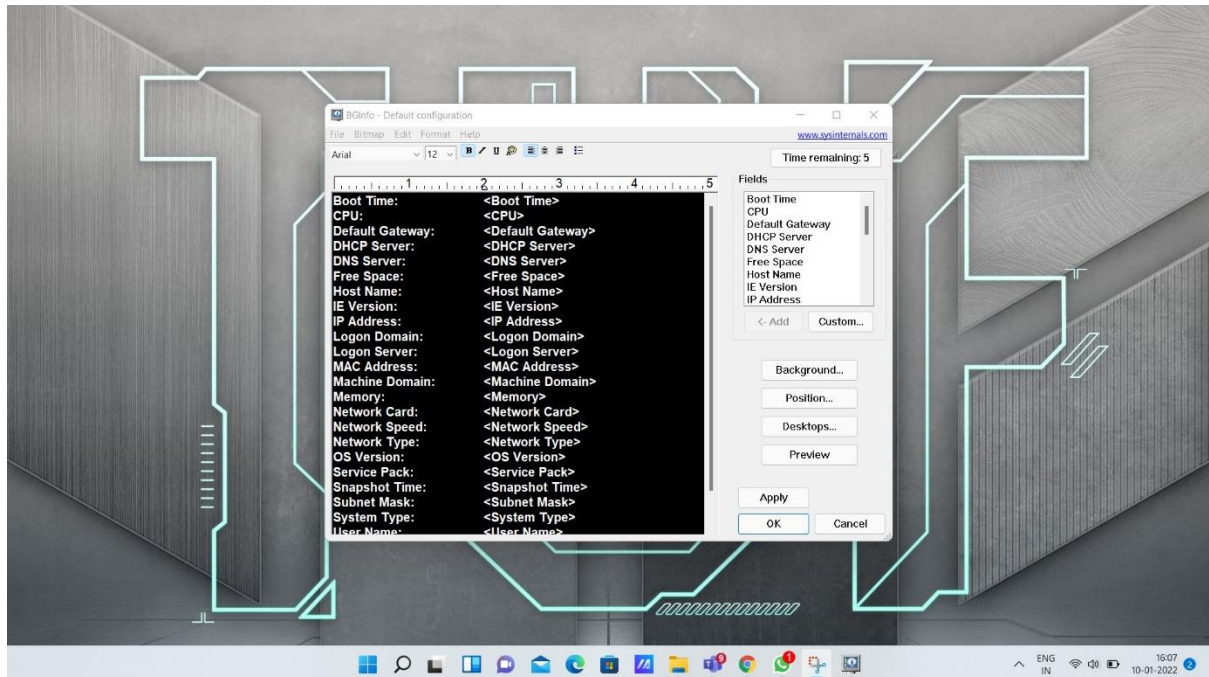 BGInfo - Default configuration
File Bitmap Edit Format Help
www.sysinternals.com
Arial 12 B I U
Time remaining: 5
1 2 3 4 5
Boot Time: <Boot Time>
CPU: <CPU>
Default Gateway: <Default Gateway>
DHCP Server: <DHCP Server>
DNS Server: <DNS Server>
Free Space: <Free Space>
Host Name: <Host Name>
IE Version: <IE Version>
IP Address: <IP Address>
Logon Domain: <Logon Domain>
Logon Server: <Logon Server>
MAC Address: <MAC Address>
Machine Domain: <Machine Domain>
Memory: <Memory>
Network Card: <Network Card>
Network Speed: <Network Speed>
Network Type: <Network Type>
OS Version: <OS Version>
Service Pack: <Service Pack>
Snapshot Time: <Snapshot Time>
Subnet Mask: <Subnet Mask>
System Type: <System Type>
User Name: <User Name>
Fields
Boot Time
CPU
Default Gateway
DHCP Server
DNS Server
Free Space
Host Name
IE Version
IP Address
<- Add Custom...
Background...
Position...
Desktops...
Preview
Apply
OK Cancel
9
1
ENG
IN
16:07
10-01-2022
2